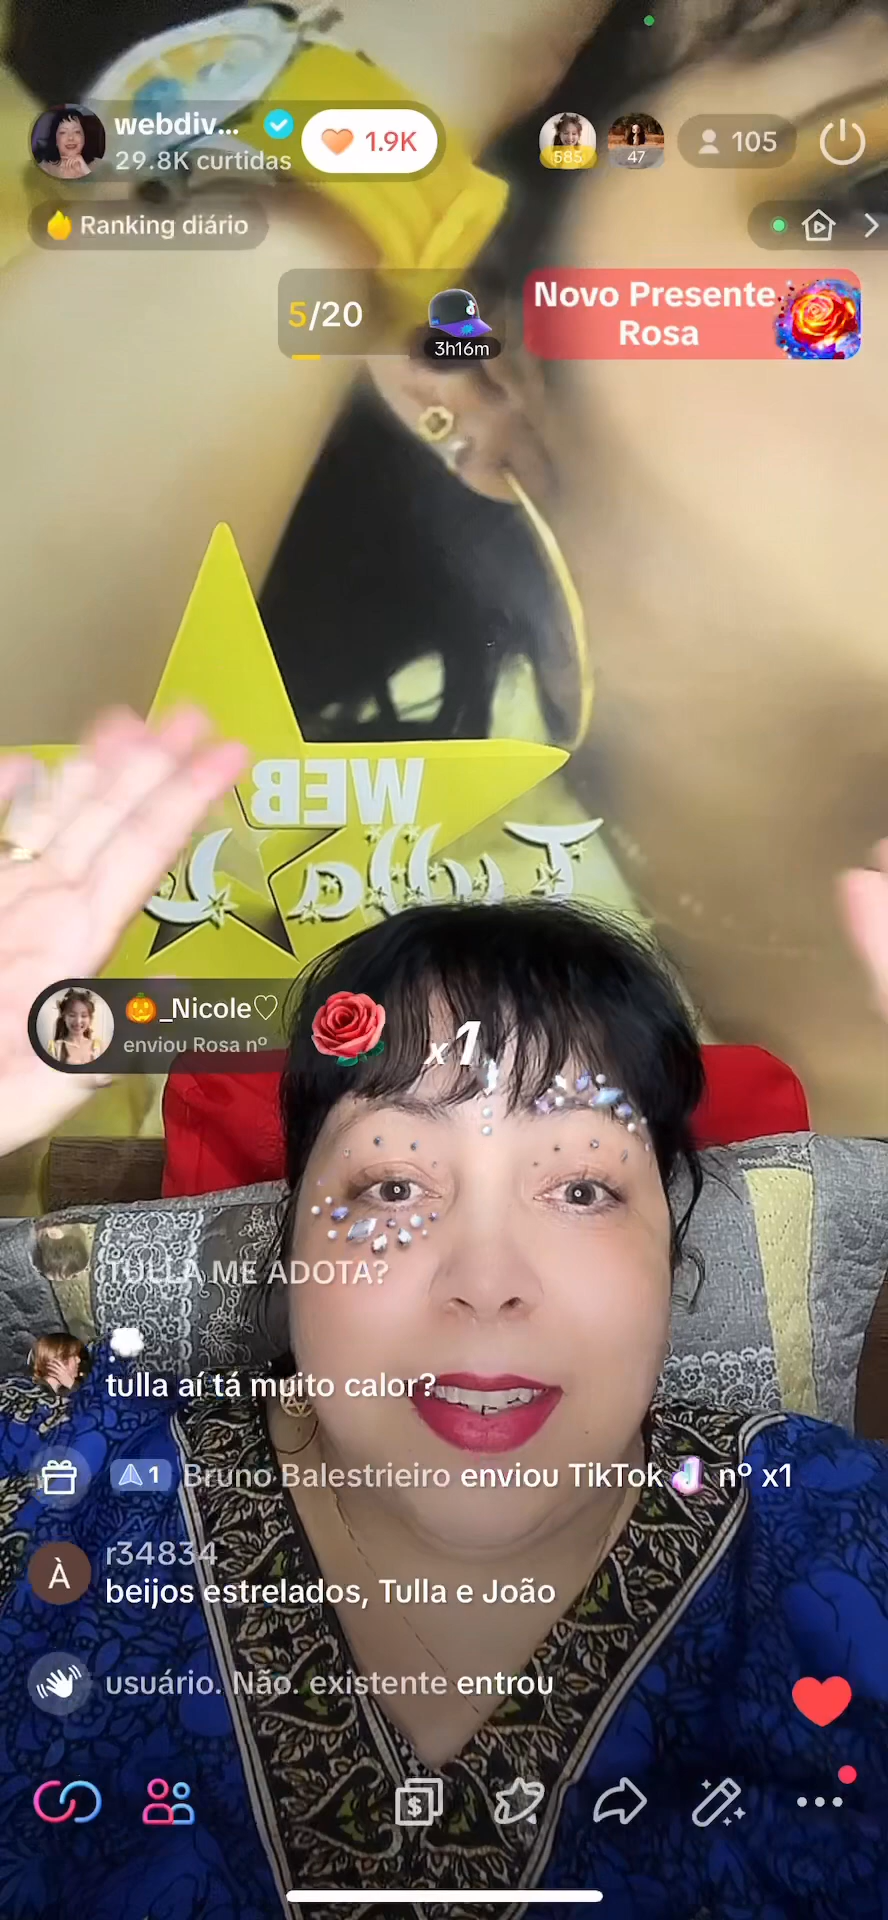 webdiv...
1.9K
29.8K curtidas
585
47
105
Ranking diário
5/20
3h16m
Novo Presente
Rosa
WEB
Tulla
_Nicole♡
enviou Rosa nº
x1
TULLA ME ADOTA?
tulla aí tá muito calor?
1 Bruno Balestrieiro enviou TikTok nº x1
À
r34834
beijos estrelados, Tulla e João
usuário. Não. existente entrou